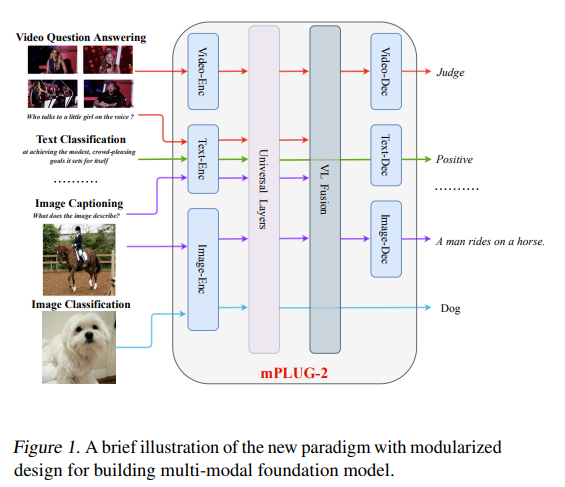 Video Question Answering
Who talks to a little girl on the voice ?
Text Classification
at achieving the modest, crowd-pleasing
goals it sets for itself
..........
Image Captioning
What does the image describe?
Image Classification
Video-Enc
Text-Enc
Image-Enc
Universal Layers
VL Fusion
Video-Dec
Text-Dec
Image-Dec
Judge
Positive
..........
A man rides on a horse.
Dog
mPLUG-2
Figure 1. A brief illustration of the new paradigm with modularized
design for building multi-modal foundation model.